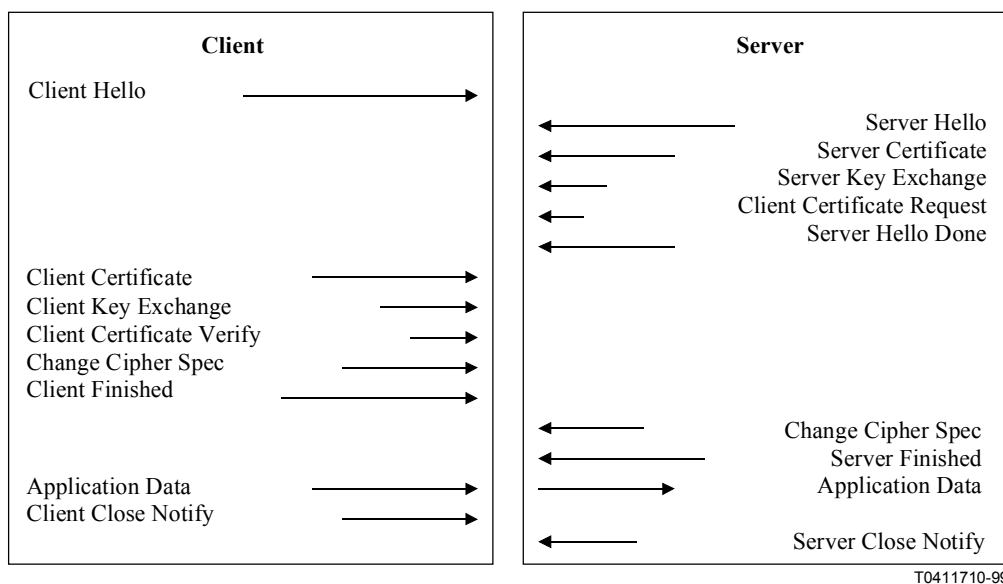 Client
Client Hello
Client Certificate
Client Key Exchange
Client Certificate Verify
Change Cipher Spec
Client Finished
Application Data
Client Close Notify
Server
Server Hello
Server Certificate
Server Key Exchange
Client Certificate Request
Server Hello Done
Change Cipher Spec
Server Finished
Application Data
Server Close Notify
T0411710-99